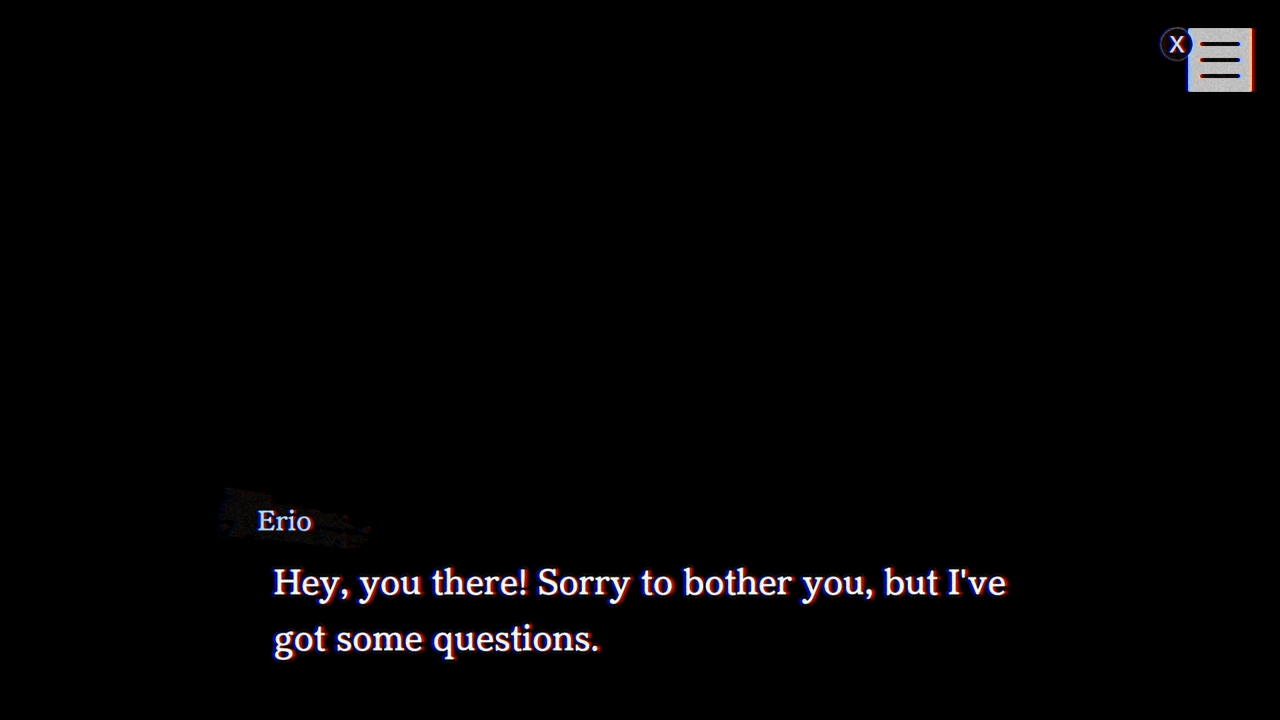 X
Erio
Hey, you there! Sorry to bother you, but I've
got some questions.